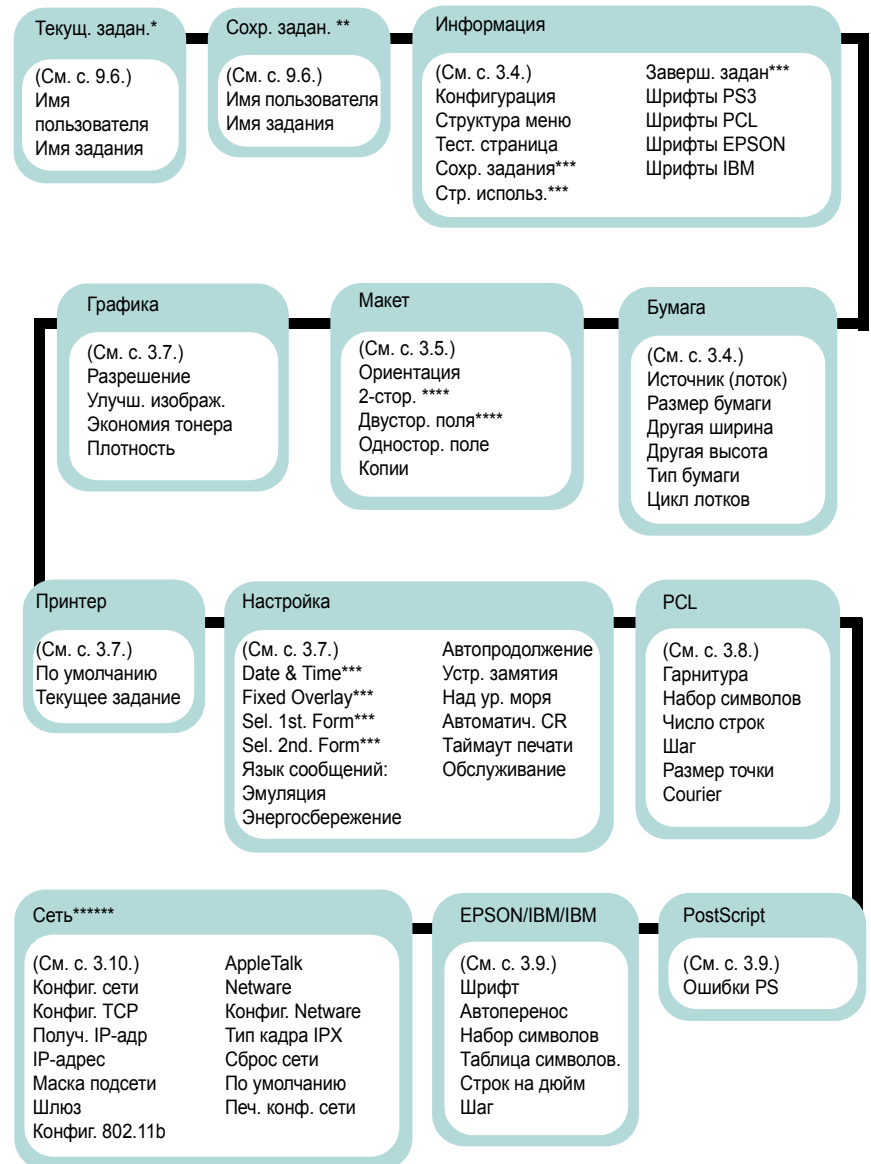 Текущ. задан.*
(См. с. 9.6.)
Имя
пользователя
Имя задания
Сохр. задан. **
(См. с. 9.6.)
Имя пользователя
Имя задания
Информация
(См. с. 3.4.)
Конфигурация
Структура меню
Тест. страница
Сохр. задания***
Стр. использ.***
Заверш. задан***
Шрифты PS3
Шрифты PCL
Шрифты EPSON
Шрифты IBM
Графика
(См. с. 3.7.)
Разрешение
Улучш. изображ.
Экономия тонера
Плотность
Макет
(См. с. 3.5.)
Ориентация
2-стор. ****
Двустор. поля****
Одностор. поле
Копии
Бумага
(См. с. 3.4.)
Источник (лоток)
Размер бумаги
Другая ширина
Другая высота
Тип бумаги
Цикл лотков
Принтер
(См. с. 3.7.)
По умолчанию
Текущее задание
Настройка
(См. с. 3.7.)
Date & Time***
Fixed Overlay***
Sel. 1st. Form***
Sel. 2nd. Form***
Язык сообщений:
Эмуляция
Энергосбережение
Автопродолжение
Устр. замятия
Над ур. моря
Автоматич. CR
Таймаут печати
Обслуживание
PCL
(См. с. 3.8.)
Гарнитура
Набор символов
Число строк
Шаг
Размер точки
Courier
Сеть******
(См. с. 3.10.)
Конфиг. сети
Конфиг. TCP
Получ. IP-адр
IP-адрес
Маска подсети
Шлюз
Конфиг. 802.11b
AppleTalk
Netware
Конфиг. Netware
Тип кадра IPX
Сброс сети
По умолчанию
Печ. конф. сети
EPSON/IBM/IBM
(См. с. 3.9.)
Шрифт
Автоперенос
Набор символов
Таблица символов.
Строк на дюйм
Шаг
PostScript
(См. с. 3.9.)
Ошибки PS